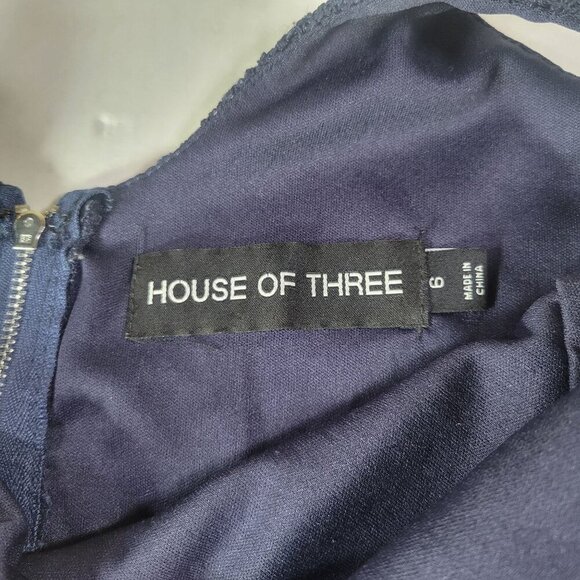 HOUSE OF THREE
6
MADE IN
CHINA